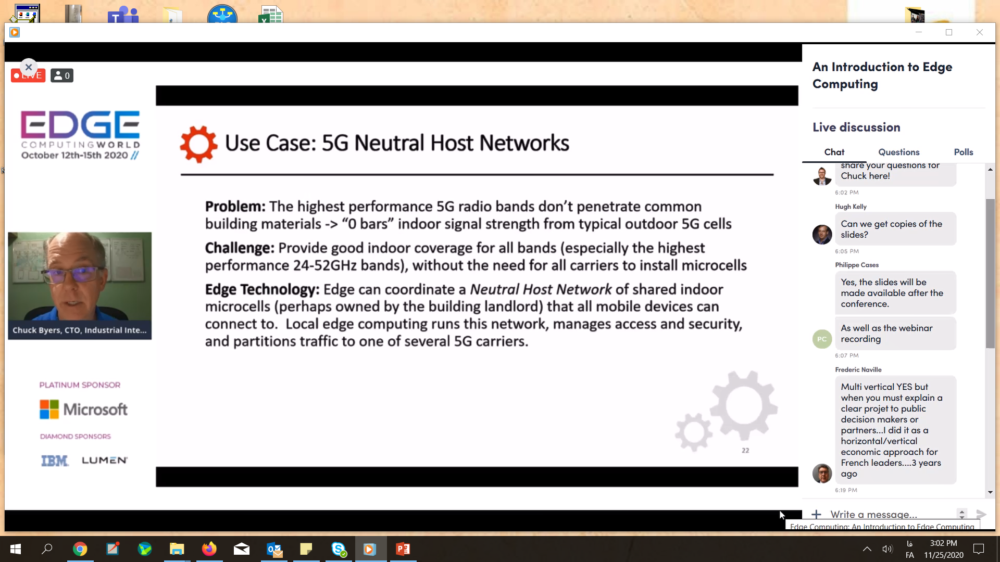 An Introduction to Edge
Computing
LIVE
0
EDGE
COMPUTINGWORLD
October 12th-15th 2020 //
Use Case: 5G Neutral Host Networks
Problem: The highest performance 5G radio bands don’t penetrate common
building materials -> “0 bars” indoor signal strength from typical outdoor 5G cells
Challenge: Provide good indoor coverage for all bands (especially the highest
performance 24-52GHz bands), without the need for all carriers to install microcells
Edge Technology: Edge can coordinate a Neutral Host Network of shared indoor
microcells (perhaps owned by the building landlord) that all mobile devices can
connect to. Local edge computing runs this network, manages access and security,
and partitions traffic to one of several 5G carriers.
22
Chuck Byers, CTO, Industrial Inte...
PLATINUM SPONSOR
Microsoft
DIAMOND SPONSORS
IBM
LUMEN
Live discussion
Chat
Questions
Polls
share your questions for
Chuck here!
6:02 PM
Hugh Kelly
Can we get copies of the
slides?
6:05 PM
Philippe Cases
Yes, the slides will be
made available after the
conference.
As well as the webinar
recording
PC
6:07 PM
Frederic Naville
Multi vertical YES but
when you must explain a
clear projet to public
decision makers or
partners...I did it as a
horizontal/vertical
economic approach for
French leaders....3 years
ago
6:19 PM
Write a message...
Edge Computing: An Introduction to Edge Computing
فا
FA
3:02 PM
11/25/2020